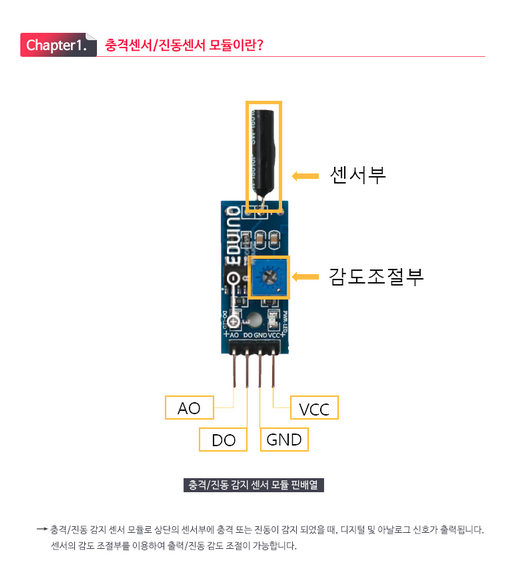 Chapter1. 충격센서/진동센서 모듈이란?
센서부
EDUINO
감도조절부
AO DO GND VCC
AO
VCC
DO
GND
충격/진동 감지 센서 모듈 핀배열
→ 충격/진동 감지 센서 모듈로 상단의 센서부에 충격 또는 진동이 감지 되었을 때, 디지털 및 아날로그 신호가 출력됩니다.
센서의 감도 조절부를 이용하여 출력/진동 감도 조절이 가능합니다.